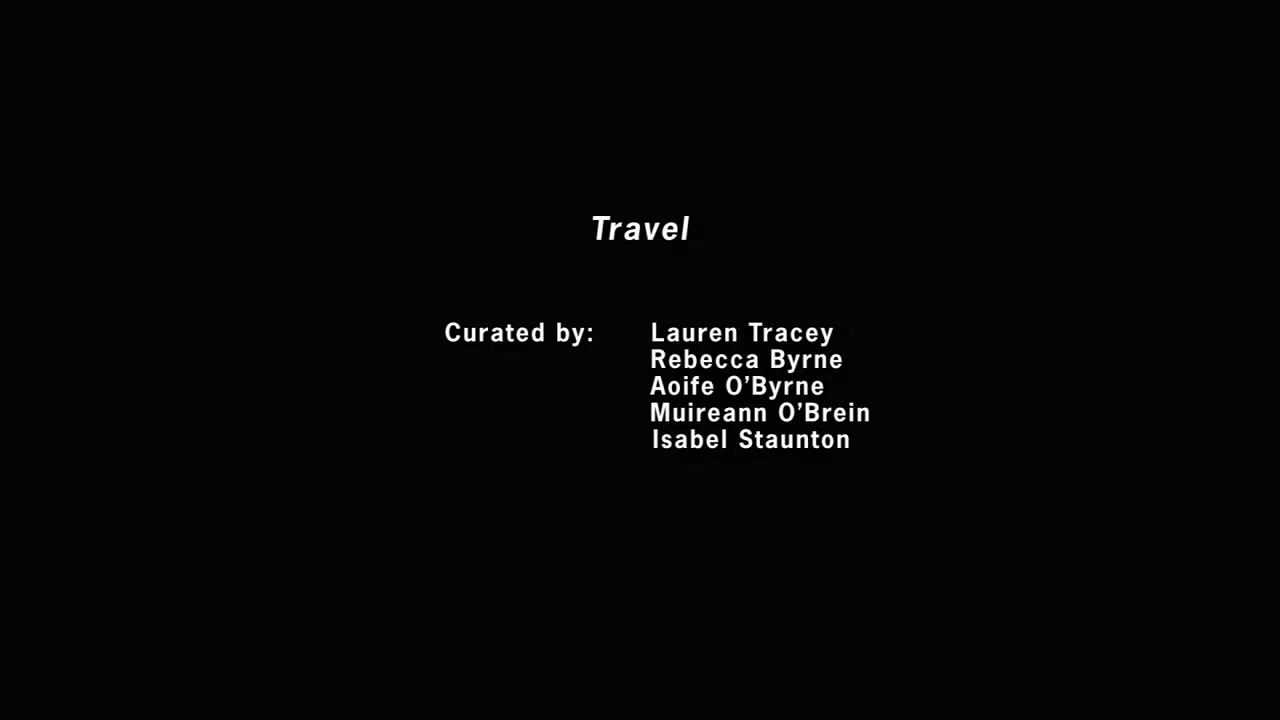 Travel
Curated by: Lauren Tracey
Rebecca Byrne
Aoife O’Byrne
Muireann O’Brein
Isabel Staunton